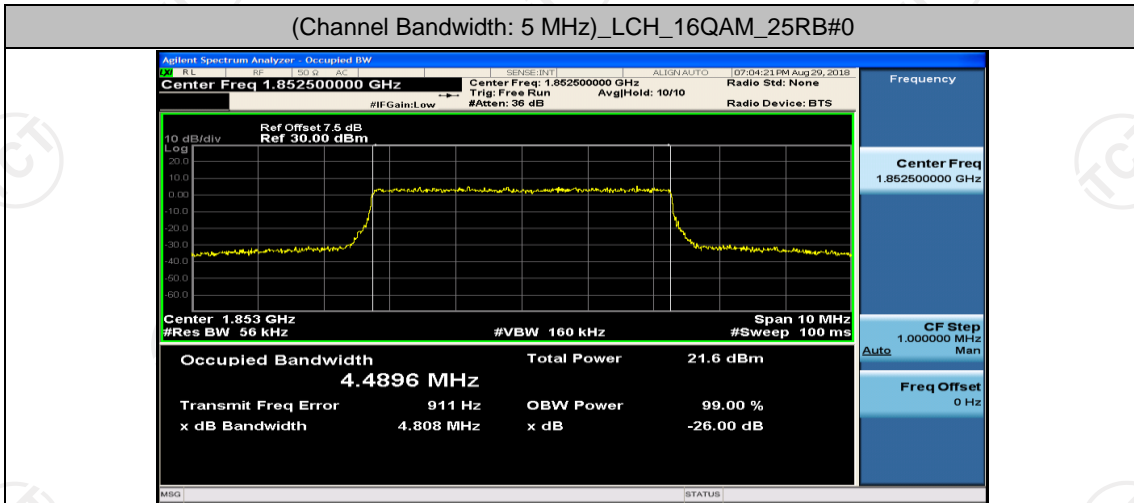 (Channel Bandwidth: 5 MHz)_LCH_16QAM_25RB#0
Agilent Spectrum Analyzer - Occupied BW
LXI RL RF 50 Ω AC SENSE:INT ALIGN AUTO 07:04:21 PM Aug 29, 2018
Center Freq 1.852500000 GHz Center Freq: 1.852500000 GHz Radio Std: None
Trig: Free Run Avg|Hold: 10/10
#IFGain:Low #Atten: 36 dB Radio Device: BTS
Ref Offset 7.5 dB
10 dB/div Ref 30.00 dBm
Log
20.0
10.0
0.00
-10.0
-20.0
-30.0
-40.0
-50.0
-60.0
Center 1.853 GHz Span 10 MHz
#Res BW 56 kHz #VBW 160 kHz #Sweep 100 ms
Occupied Bandwidth Total Power 21.6 dBm
4.4896 MHz
Transmit Freq Error 911 Hz OBW Power 99.00 %
x dB Bandwidth 4.808 MHz x dB -26.00 dB
MSG STATUS
Frequency
Center Freq
1.852500000 GHz
CF Step
1.000000 MHz
Auto Man
Freq Offset
0 Hz
TCT